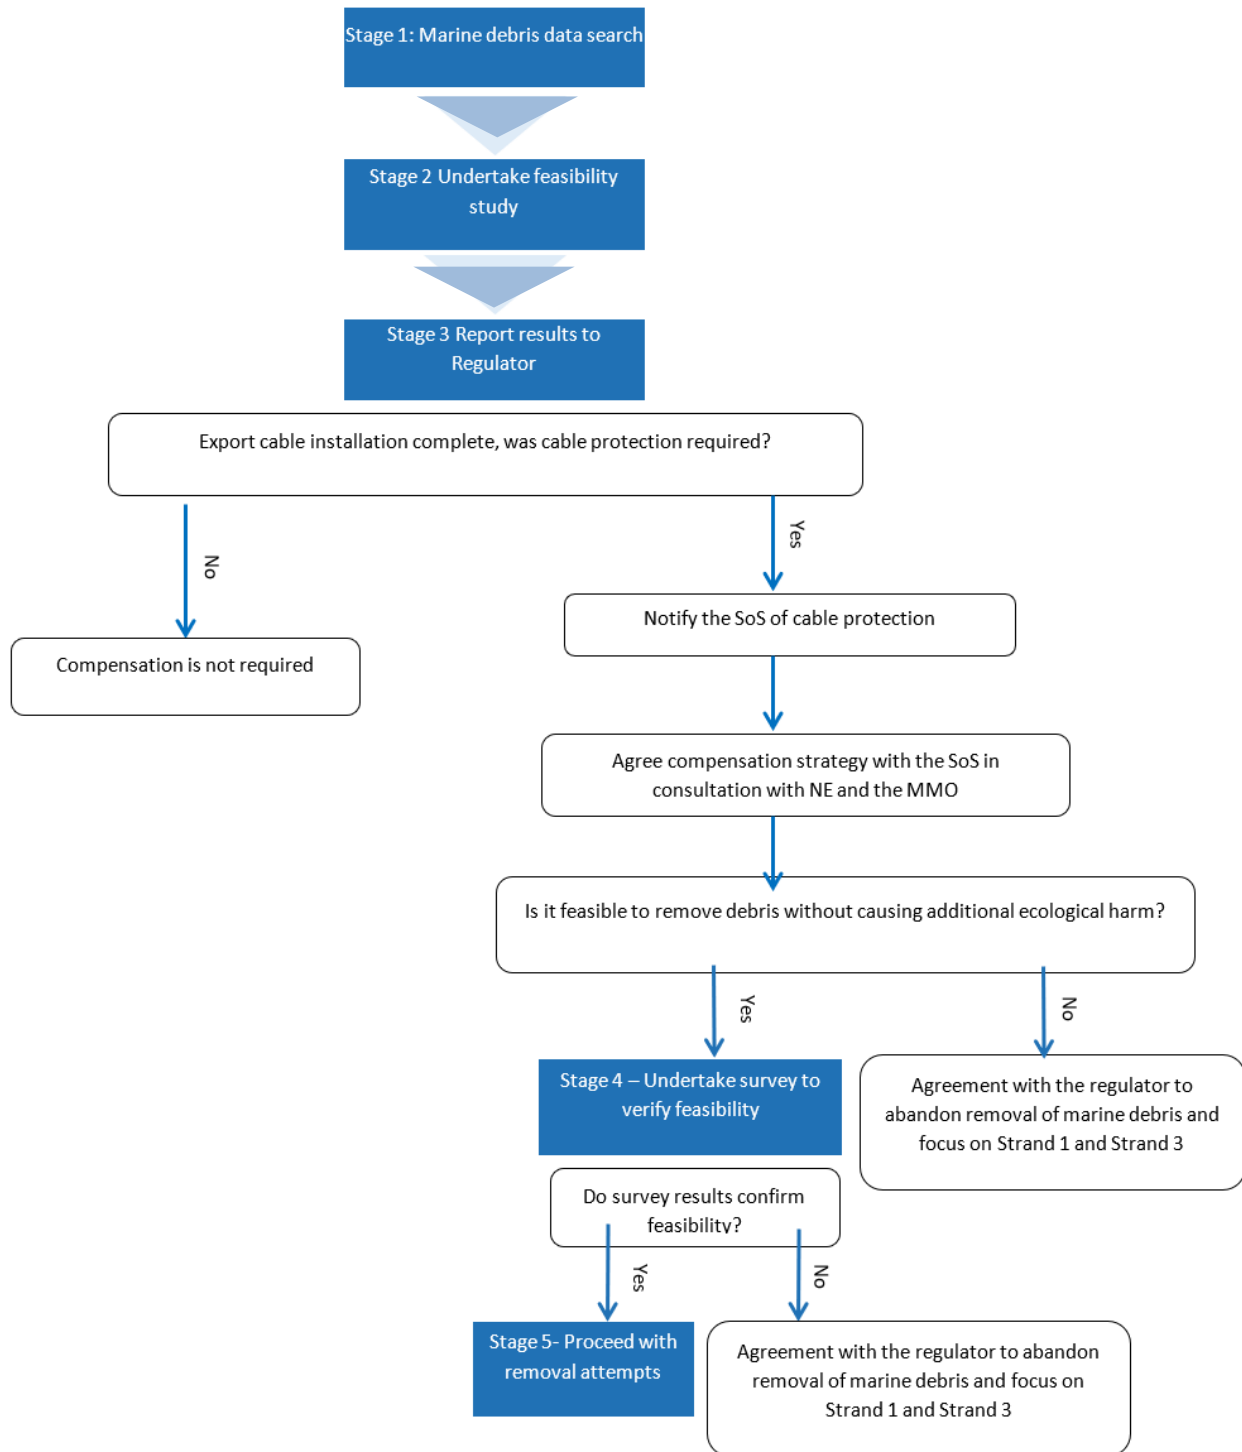 Stage 1: Marine debris data search
Stage 2 Undertake feasibility
study
Stage 3 Report results to
Regulator
Export cable installation complete, was cable protection required?
No
Yes
Compensation is not required
Notify the SoS of cable protection
Agree compensation strategy with the SoS in
consultation with NE and the MMO
Is it feasible to remove debris without causing additional ecological harm?
Yes
No
Stage 4 – Undertake survey to
verify feasibility
Agreement with the regulator to
abandon removal of marine debris and
focus on Strand 1 and Strand 3
Do survey results confirm
feasibility?
Yes
No
Stage 5- Proceed with
removal attempts
Agreement with the regulator to abandon
removal of marine debris and focus on
Strand 1 and Strand 3